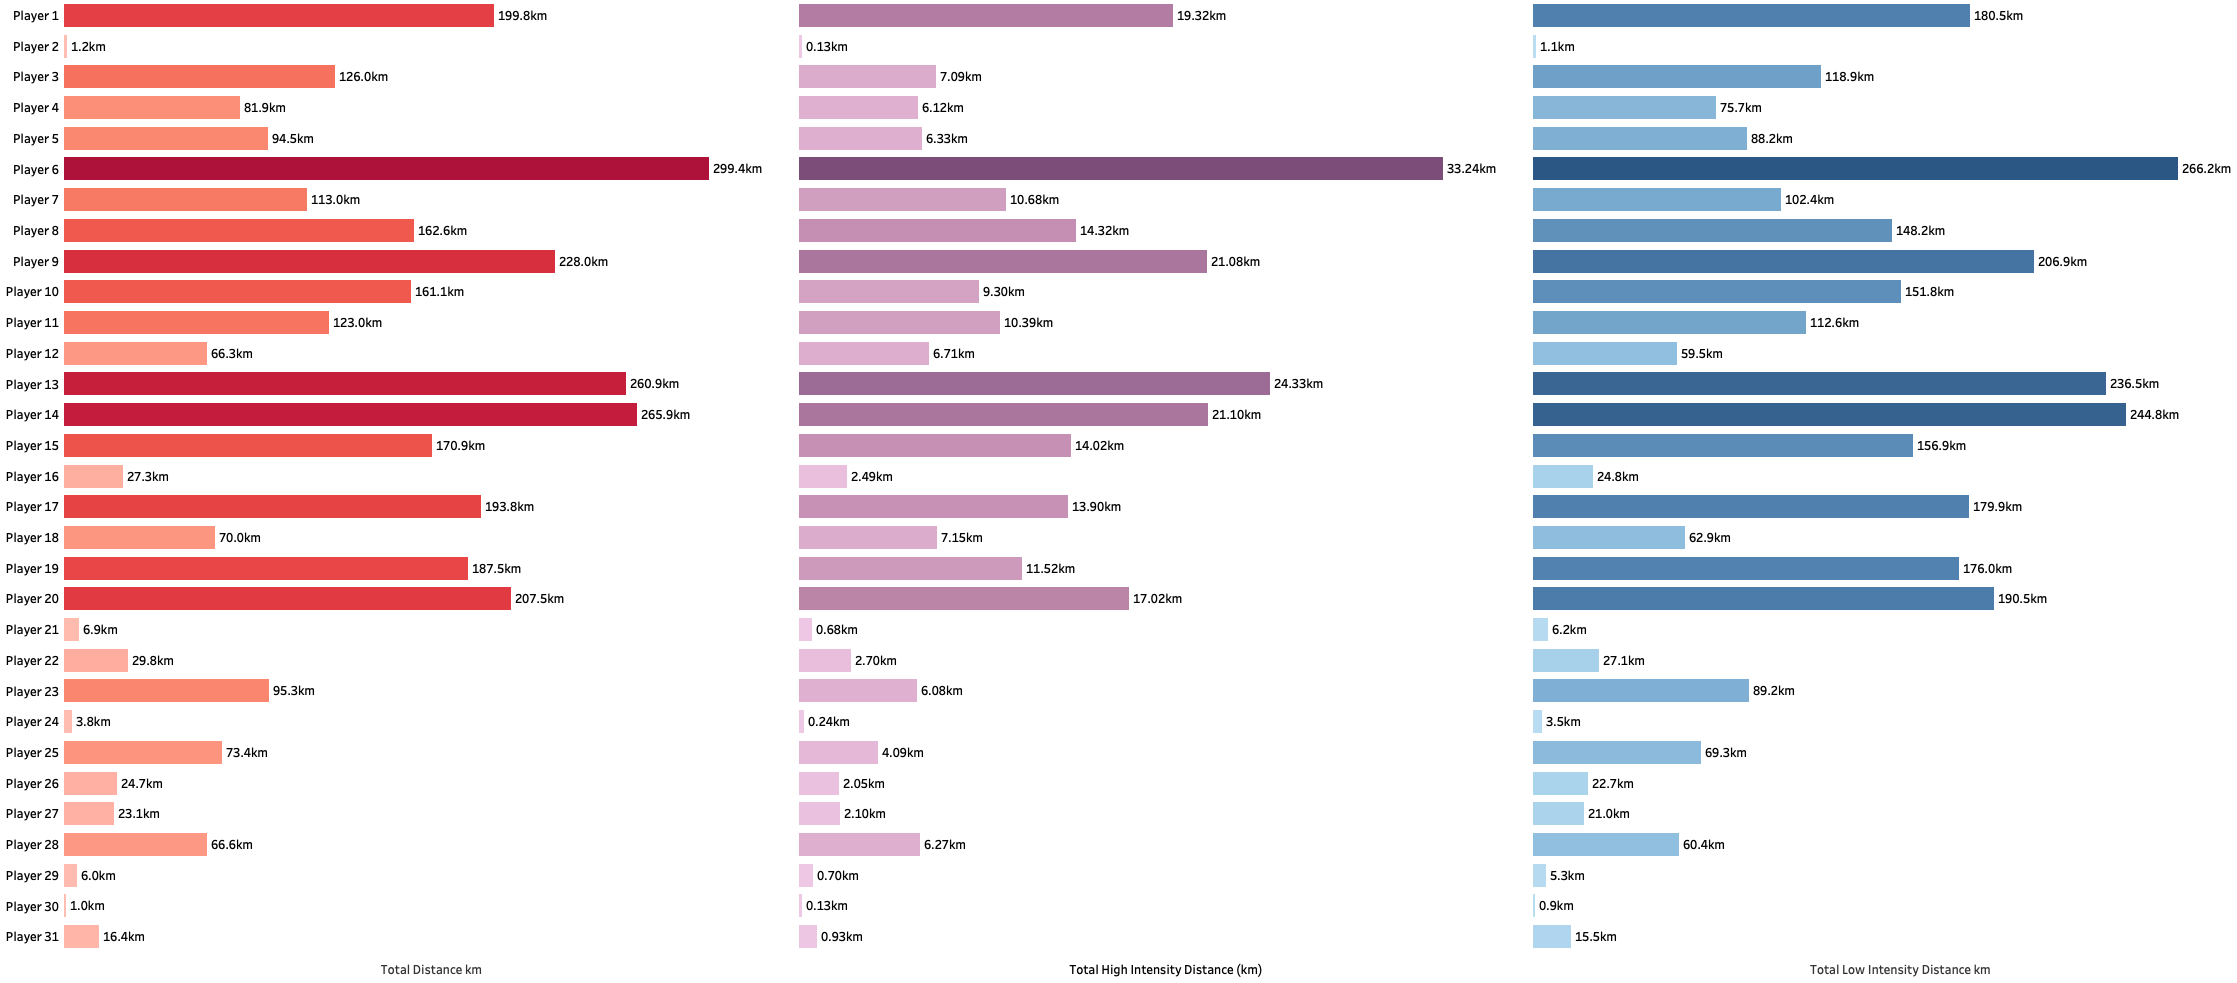 Player 1 199.8km 19.32km 180.5km
Player 2 1.2km 0.13km 1.1km
Player 3 126.0km 7.09km 118.9km
Player 4 81.9km 6.12km 75.7km
Player 5 94.5km 6.33km 88.2km
Player 6 299.4km 33.24km 266.2km
Player 7 113.0km 10.68km 102.4km
Player 8 162.6km 14.32km 148.2km
Player 9 228.0km 21.08km 206.9km
Player 10 161.1km 9.30km 151.8km
Player 11 123.0km 10.39km 112.6km
Player 12 66.3km 6.71km 59.5km
Player 13 260.9km 24.33km 236.5km
Player 14 265.9km 21.10km 244.8km
Player 15 170.9km 14.02km 156.9km
Player 16 27.3km 2.49km 24.8km
Player 17 193.8km 13.90km 179.9km
Player 18 70.0km 7.15km 62.9km
Player 19 187.5km 11.52km 176.0km
Player 20 207.5km 17.02km 190.5km
Player 21 6.9km 0.68km 6.2km
Player 22 29.8km 2.70km 27.1km
Player 23 95.3km 6.08km 89.2km
Player 24 3.8km 0.24km 3.5km
Player 25 73.4km 4.09km 69.3km
Player 26 24.7km 2.05km 22.7km
Player 27 23.1km 2.10km 21.0km
Player 28 66.6km 6.27km 60.4km
Player 29 6.0km 0.70km 5.3km
Player 30 1.0km 0.13km 0.9km
Player 31 16.4km 0.93km 15.5km
Total Distance km Total High Intensity Distance (km) Total Low Intensity Distance km